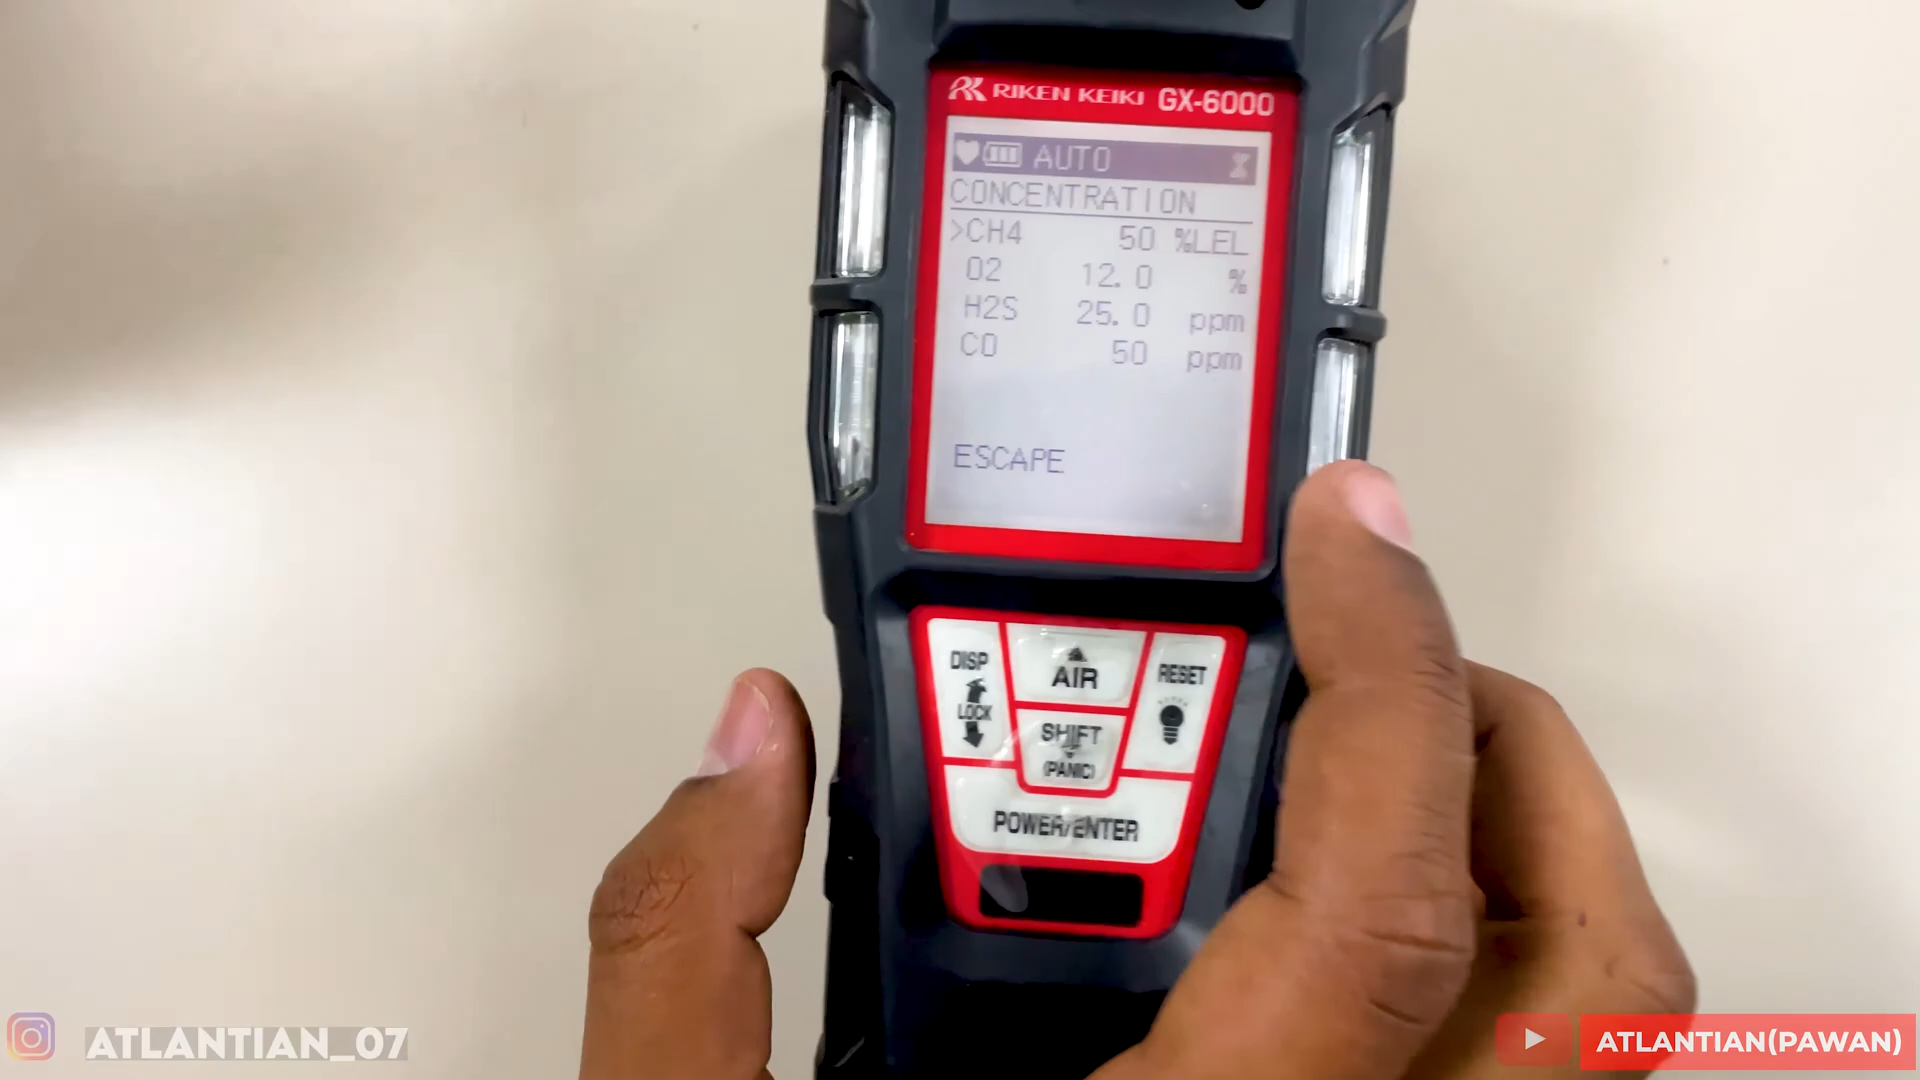 RIKEN KEIKI GX-6000
AUTO
CONCENTRATION
>CH4 50 %LEL
O2 12.0 %
H2S 25.0 ppm
CO 50 ppm
ESCAPE
DISP
LOCK
AIR
SHIFT
(PANIC)
RESET
POWER/ENTER
ATLANTIAN_07
ATLANTIAN(PAWAN)